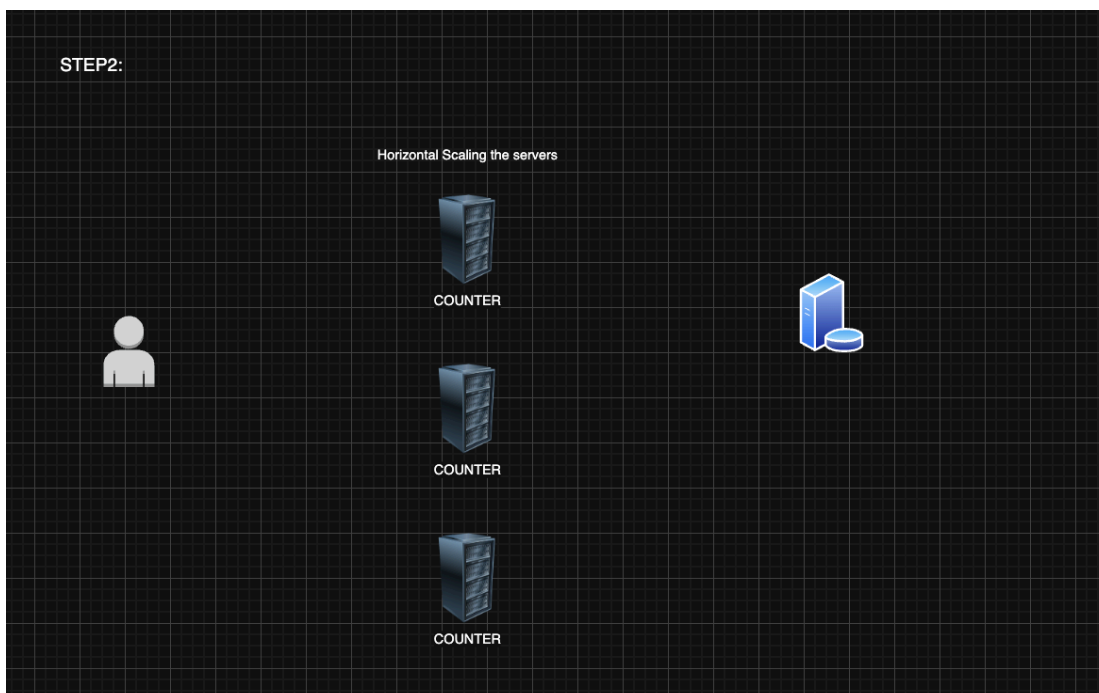 STEP2:
Horizontal Scaling the servers
COUNTER
COUNTER
COUNTER